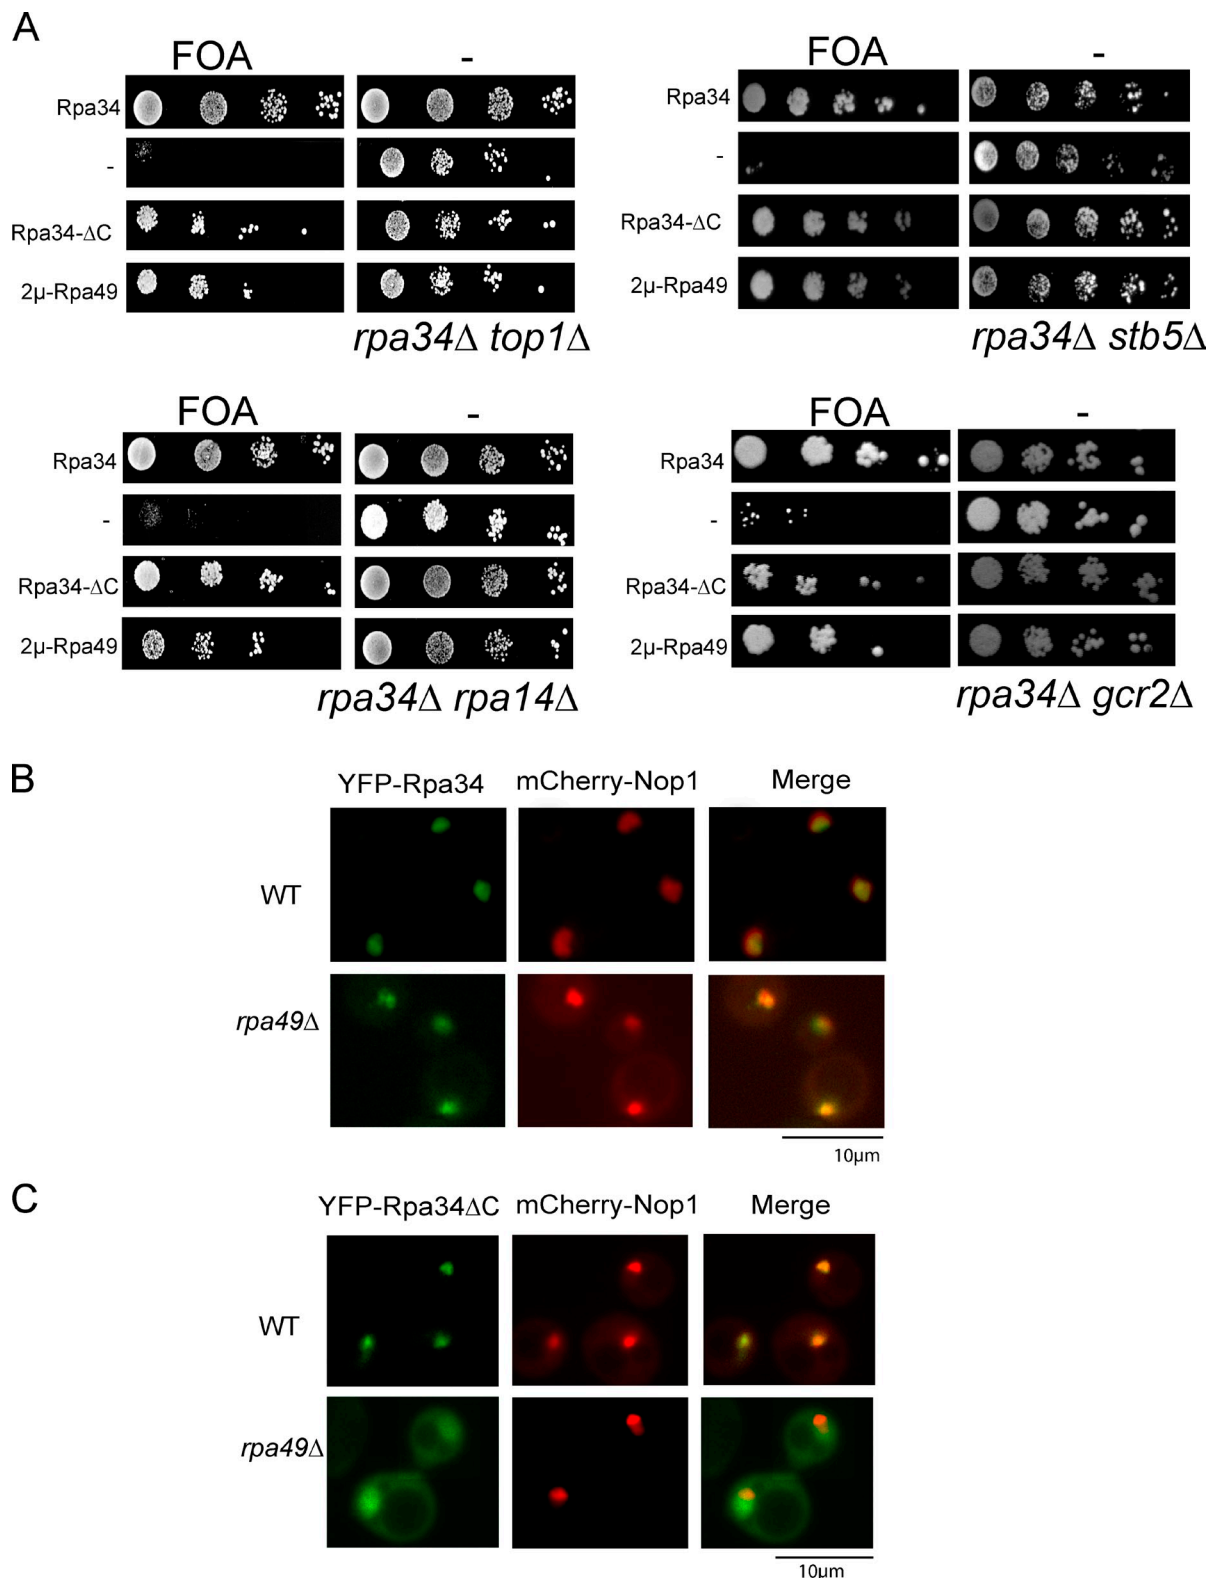 A
FOA -
Rpa34
-
Rpa34-ΔC
2µ-Rpa49
rpa34Δ top1Δ
FOA -
Rpa34
-
Rpa34-ΔC
2µ-Rpa49
rpa34Δ stb5Δ
FOA -
Rpa34
-
Rpa34-ΔC
2µ-Rpa49
rpa34Δ rpa14Δ
FOA -
Rpa34
-
Rpa34-ΔC
2µ-Rpa49
rpa34Δ gcr2Δ
B
YFP-Rpa34 mCherry-Nop1 Merge
WT
rpa49Δ
10µm
C
YFP-Rpa34ΔC mCherry-Nop1 Merge
WT
rpa49Δ
10µm